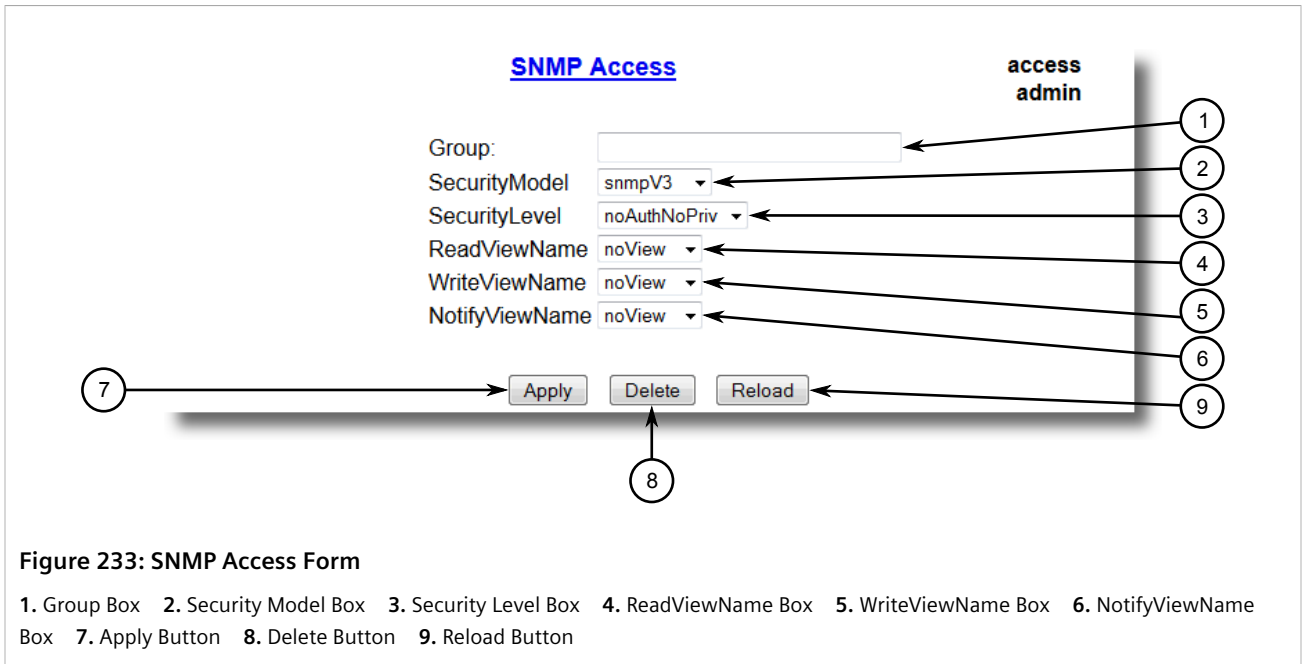 SNMP Access
access
admin
Group:
1
SecurityModel snmpV3
2
SecurityLevel noAuthNoPriv
3
ReadViewName noView
4
WriteViewName noView
5
NotifyViewName noView
6
7
Apply Delete Reload
9
8
Figure 233: SNMP Access Form
1. Group Box 2. Security Model Box 3. Security Level Box 4. ReadViewName Box 5. WriteViewName Box 6. NotifyViewName
Box 7. Apply Button 8. Delete Button 9. Reload Button